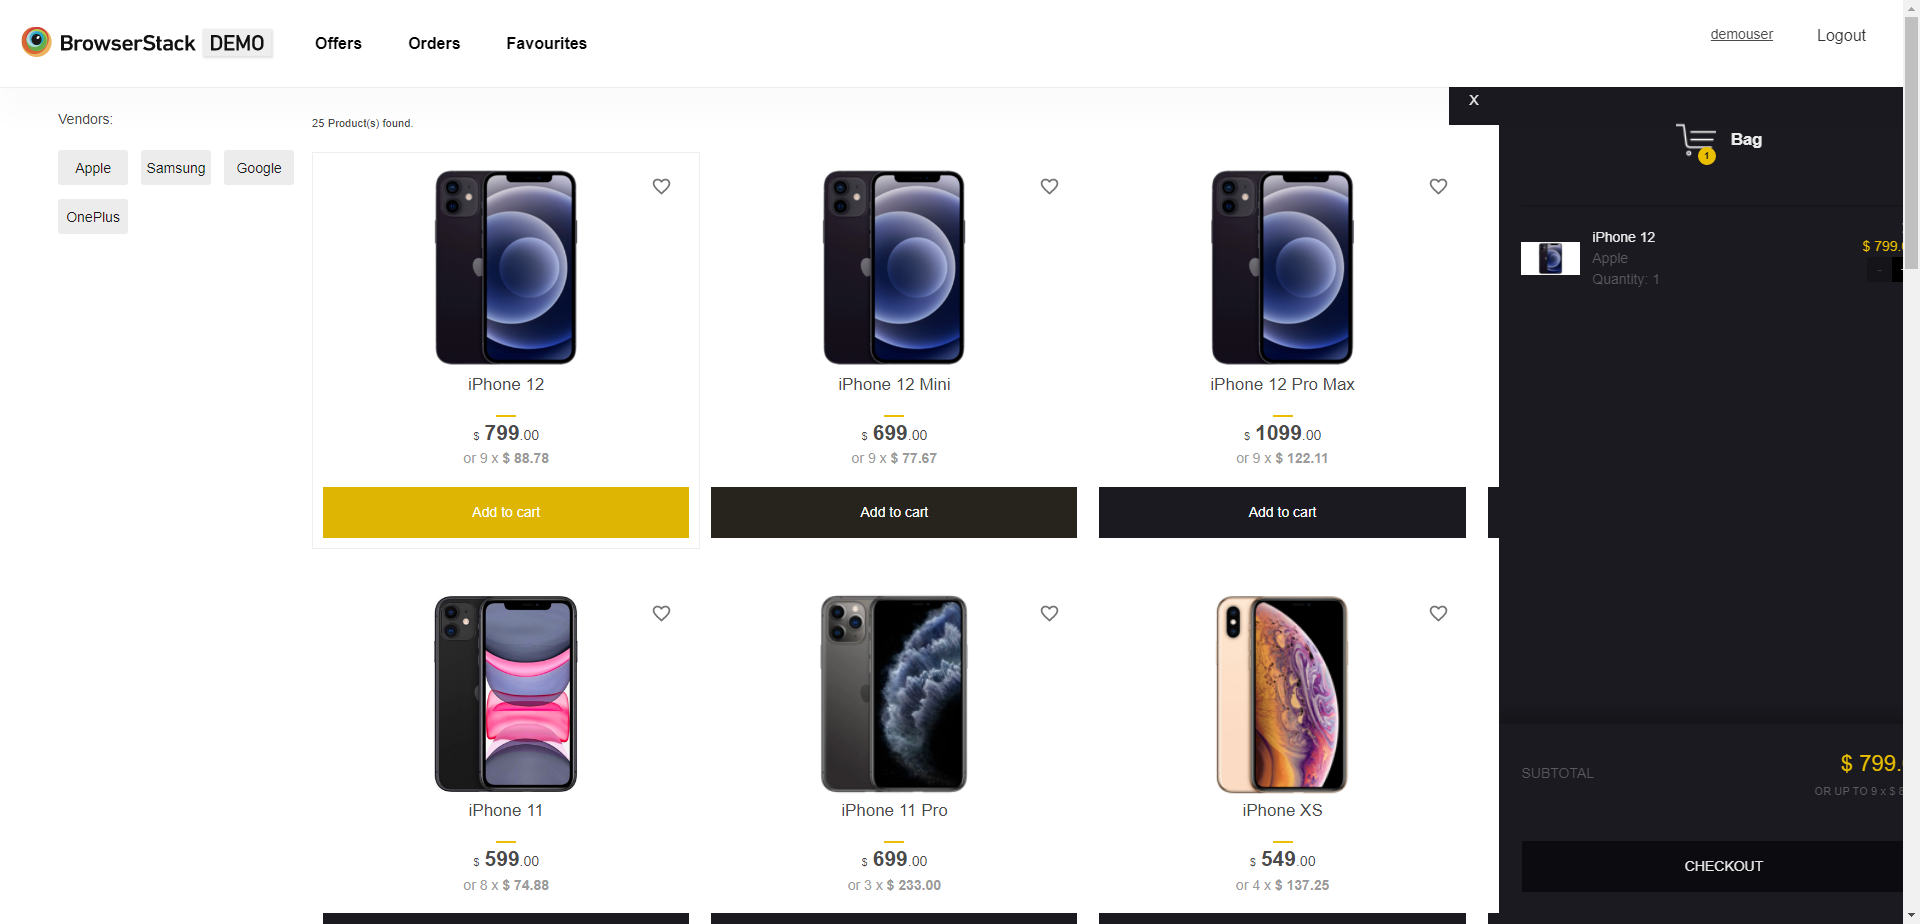 BrowserStack DEMO
Offers
Orders
Favourites
demouser
Logout
Vendors:
Apple
Samsung
Google
OnePlus
25 Product(s) found.
iPhone 12
$ 799.00
or 9 x $ 88.78
Add to cart
iPhone 12 Mini
$ 699.00
or 9 x $ 77.67
Add to cart
iPhone 12 Pro Max
$ 1099.00
or 9 x $ 122.11
Add to cart
iPhone 11
$ 599.00
or 8 x $ 74.88
iPhone 11 Pro
$ 699.00
or 3 x $ 233.00
iPhone XS
$ 549.00
or 4 x $ 137.25
X
1
Bag
iPhone 12
Apple
Quantity: 1
$ 799.
-
SUBTOTAL
$ 799.
OR UP TO 9 x $
CHECKOUT